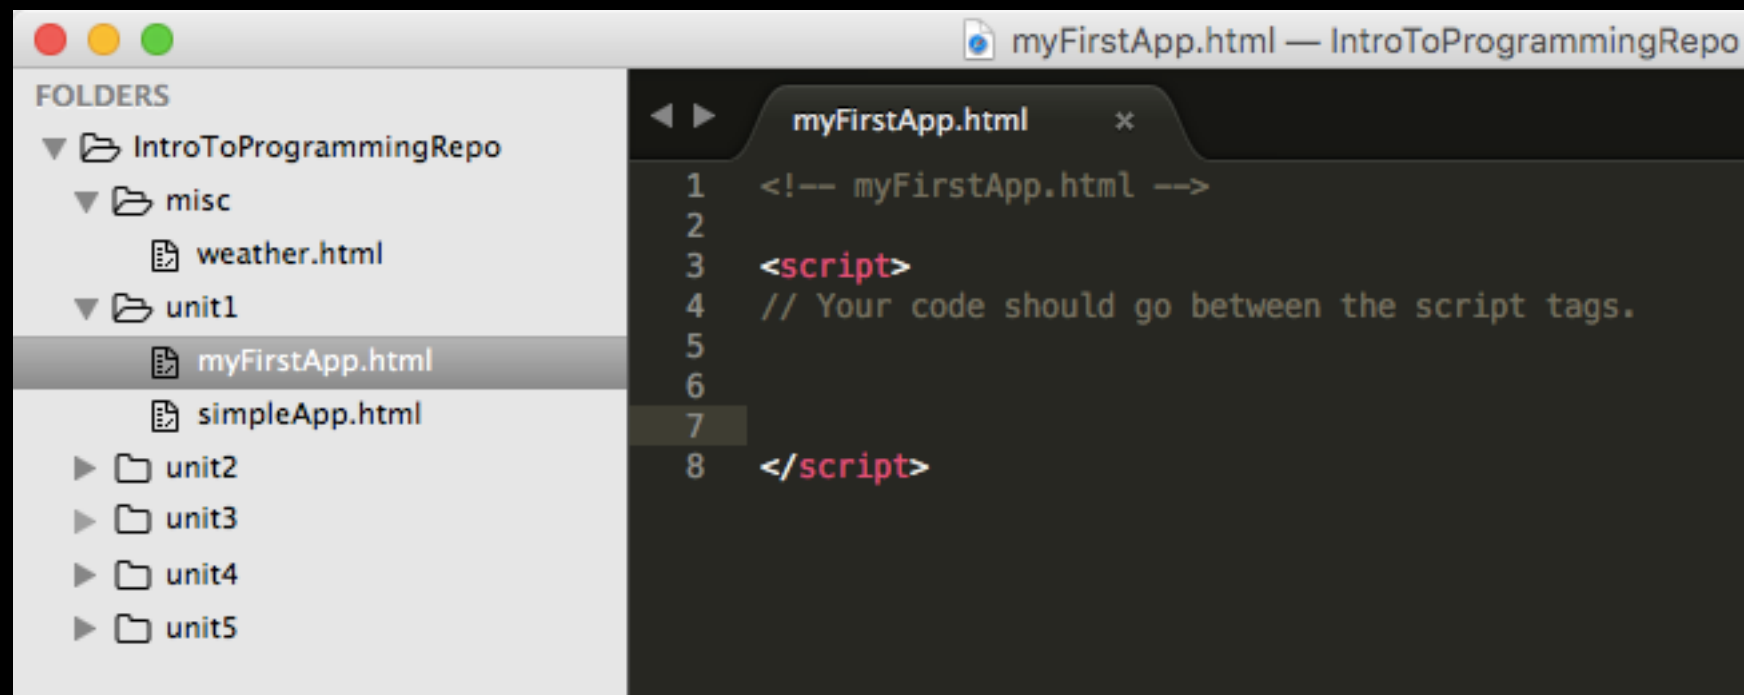 myFirstApp.html — IntroToProgrammingRepo
FOLDERS
IntroToProgrammingRepo
misc
weather.html
unit1
myFirstApp.html
simpleApp.html
unit2
unit3
unit4
unit5
myFirstApp.html ×
1 <!-- myFirstApp.html -->
2
3 <script>
4 // Your code should go between the script tags.
5
6
7
8 </script>